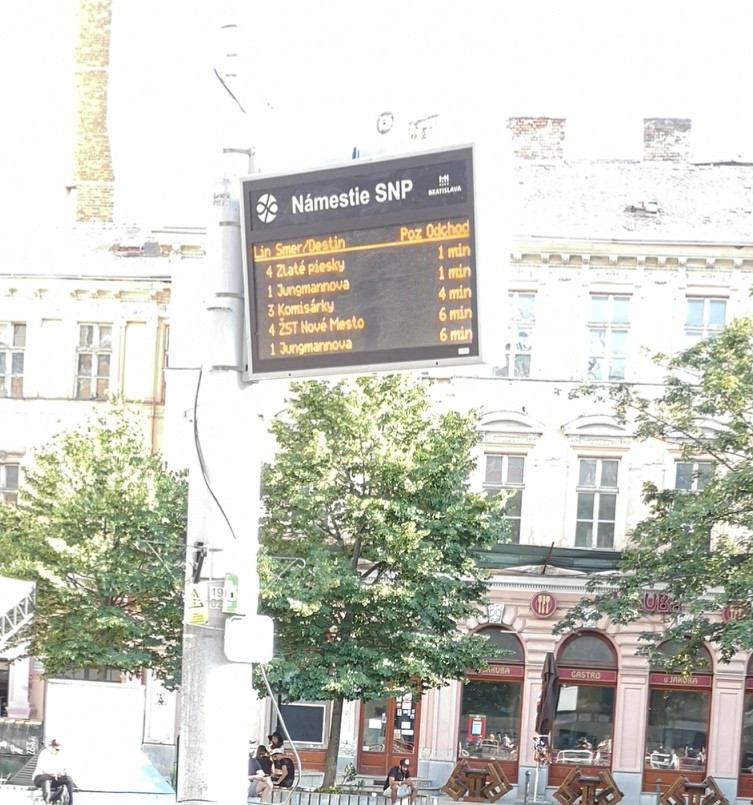 Námestie SNP
BRATISLAVA
Lin Smer/Destin Poz Odchod
4 Zlaté piesky 1 min
1 Jungmannova 1 min
3 Komisárky 4 min
4 ŽST Nové Mesto 6 min
1 Jungmannova 6 min
GASTRO
u JAKUBA